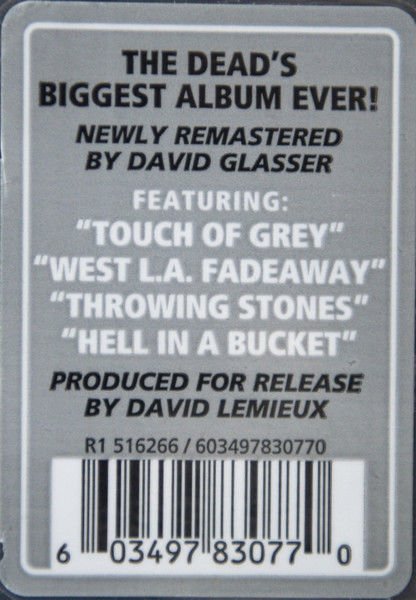 THE DEAD'S
BIGGEST ALBUM EVER!
NEWLY REMASTERED
BY DAVID GLASSER
FEATURING:
"TOUCH OF GREY"
"WEST L.A. FADEAWAY"
"THROWING STONES"
"HELL IN A BUCKET"
PRODUCED FOR RELEASE
BY DAVID LEMIEUX
R1 516266 / 603497830770
6 03497 83077 0